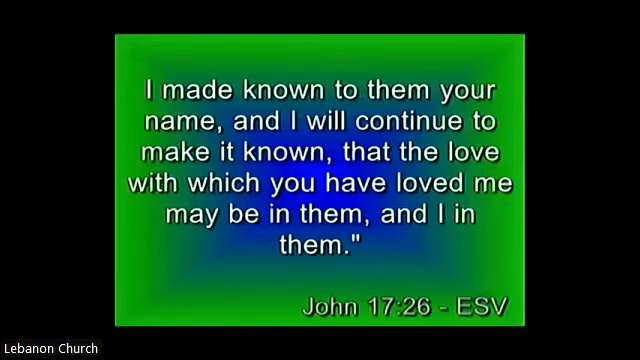 I made known to them your
name, and I will continue to
make it known, that the love
with which you have loved me
may be in them, and I in
them."
John 17:26 - ESV
Lebanon Church